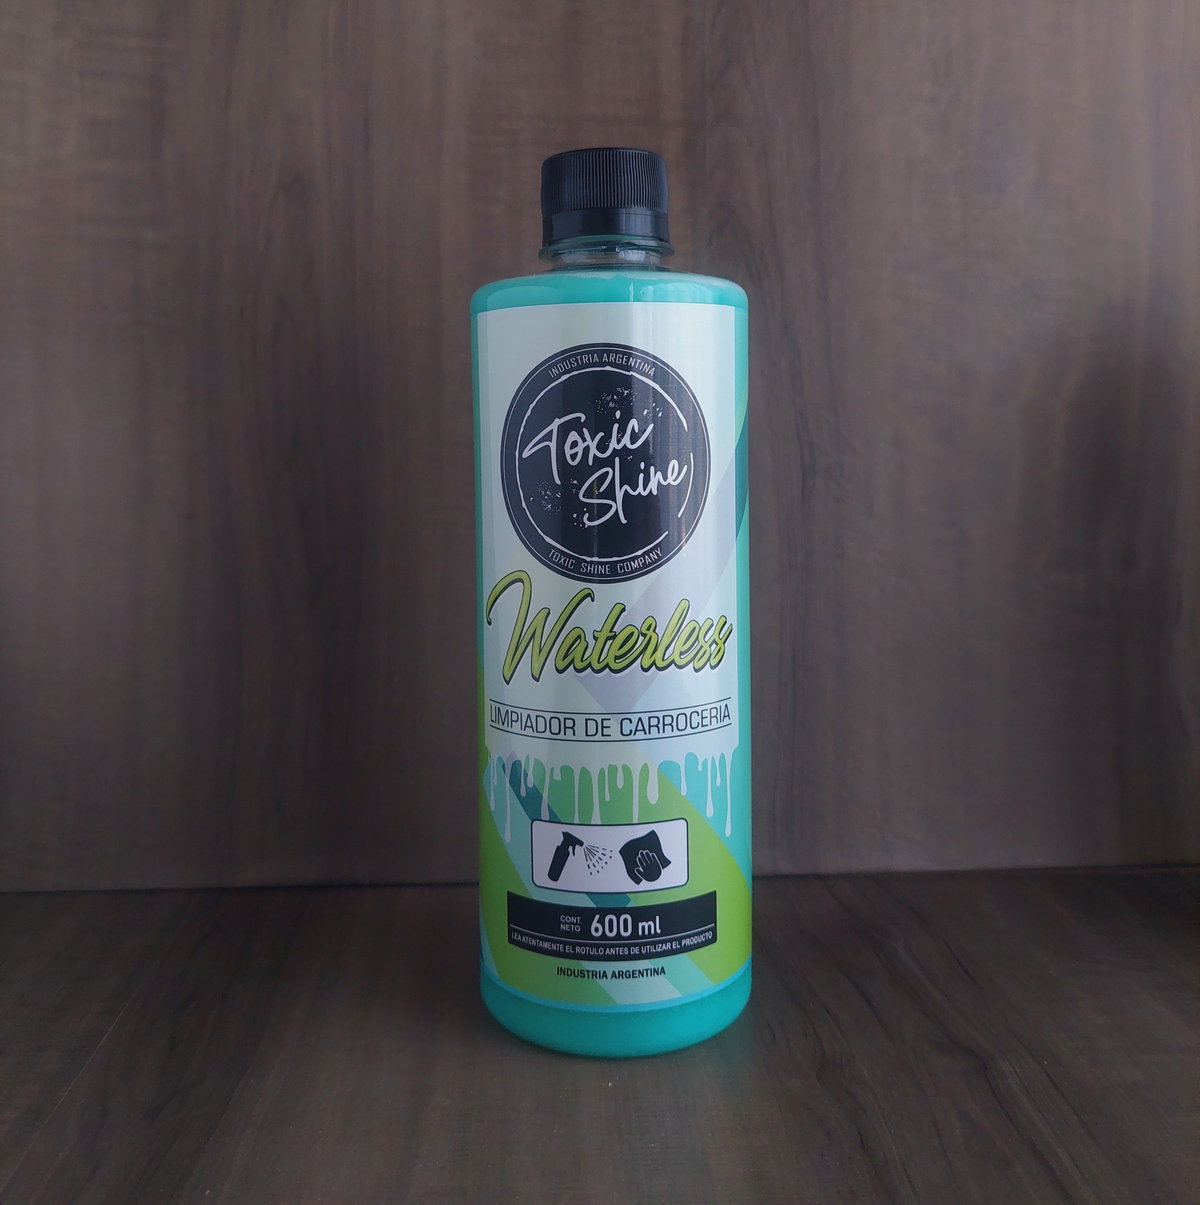 INDUSTRIA ARGENTINA
Toxic
Shine
TOXIC SHINE COMPANY
Waterless
LIMPIADOR DE CARROCERIA
CONT.
NETO 600 ml
LEA ATENTAMENTE EL ROTULO ANTES DE UTILIZAR EL PRODUCTO
INDUSTRIA ARGENTINA